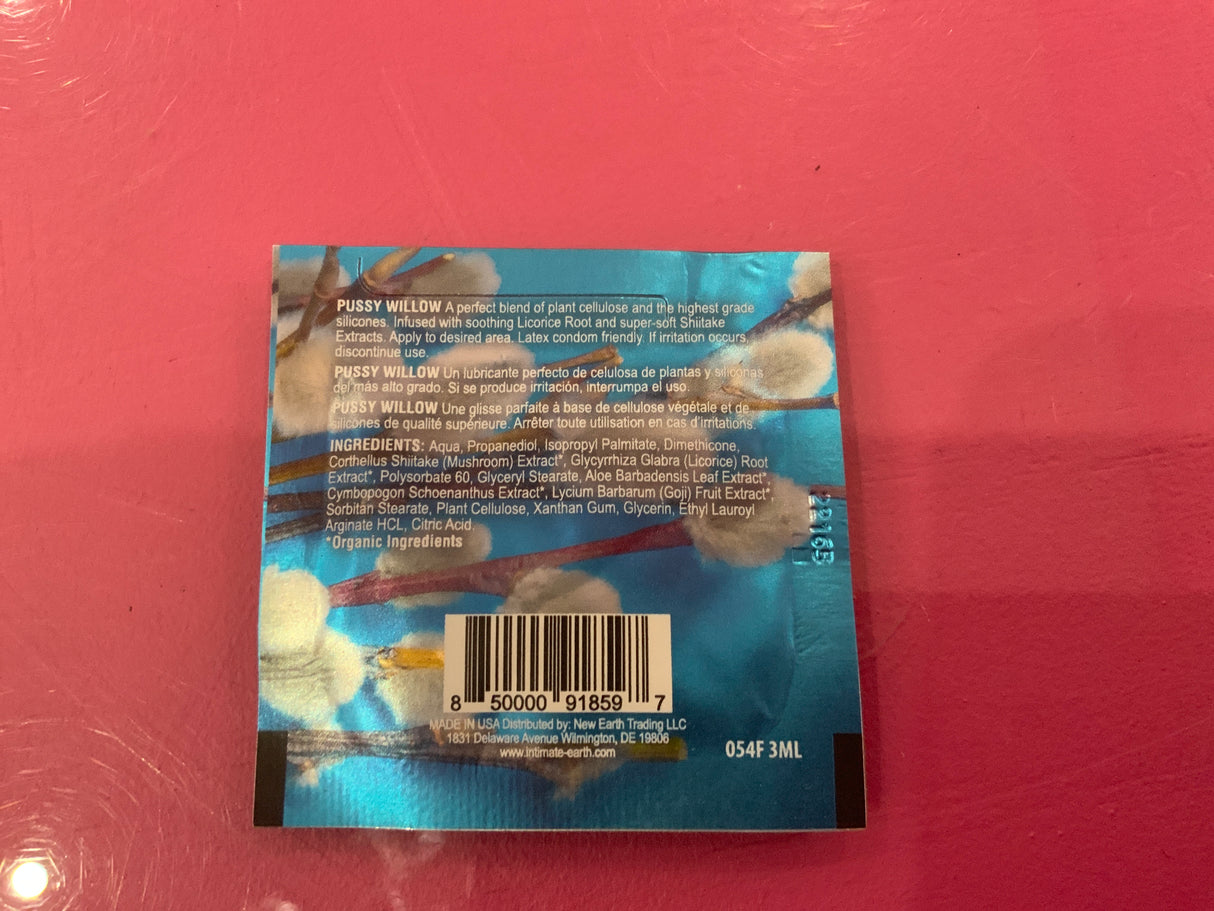 PUSSY WILLOW A perfect blend of plant cellulose and the highest grade
silicones. Infused with soothing Licorice Root and super-soft Shiitake
Extracts. Apply to desired area. Latex condom friendly. If irritation occurs,
discontinue use.
PUSSY WILLOW Un lubricante perfecto de celulosa de plantas y siliconas
del más alto grado. Si se produce irritación, interrumpa el uso.
PUSSY WILLOW Une glisse parfaite à base de cellulose végétale et de
silicones de qualité supérieure. Arrêter toute utilisation en cas d'irritations.
INGREDIENTS: Aqua, Propanediol, Isopropyl Palmitate, Dimethicone,
Corthellus Shiitake (Mushroom) Extract*, Glycyrrhiza Glabra (Licorice) Root
Extract*, Polysorbate 60, Glyceryl Stearate, Aloe Barbadensis Leaf Extract*,
Cymbopogon Schoenanthus Extract*, Lycium Barbarum (Goji) Fruit Extract*,
Sorbitan Stearate, Plant Cellulose, Xanthan Gum, Glycerin, Ethyl Lauroyl
Arginate HCL, Citric Acid.
*Organic Ingredients
22165
8 50000 91859 7
MADE IN USA Distributed by: New Earth Trading LLC
1831 Delaware Avenue Wilmington, DE 19806
www.intimate-earth.com
054F 3ML